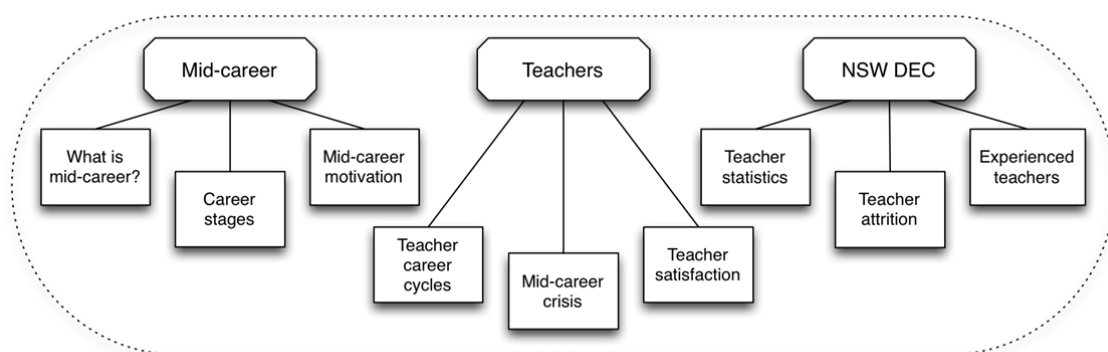 Mid-career
Teachers
NSW DEC
What is
mid-career?
Career
stages
Mid-career
motivation
Teacher
career
cycles
Mid-career
crisis
Teacher
satisfaction
Teacher
statistics
Teacher
attrition
Experienced
teachers